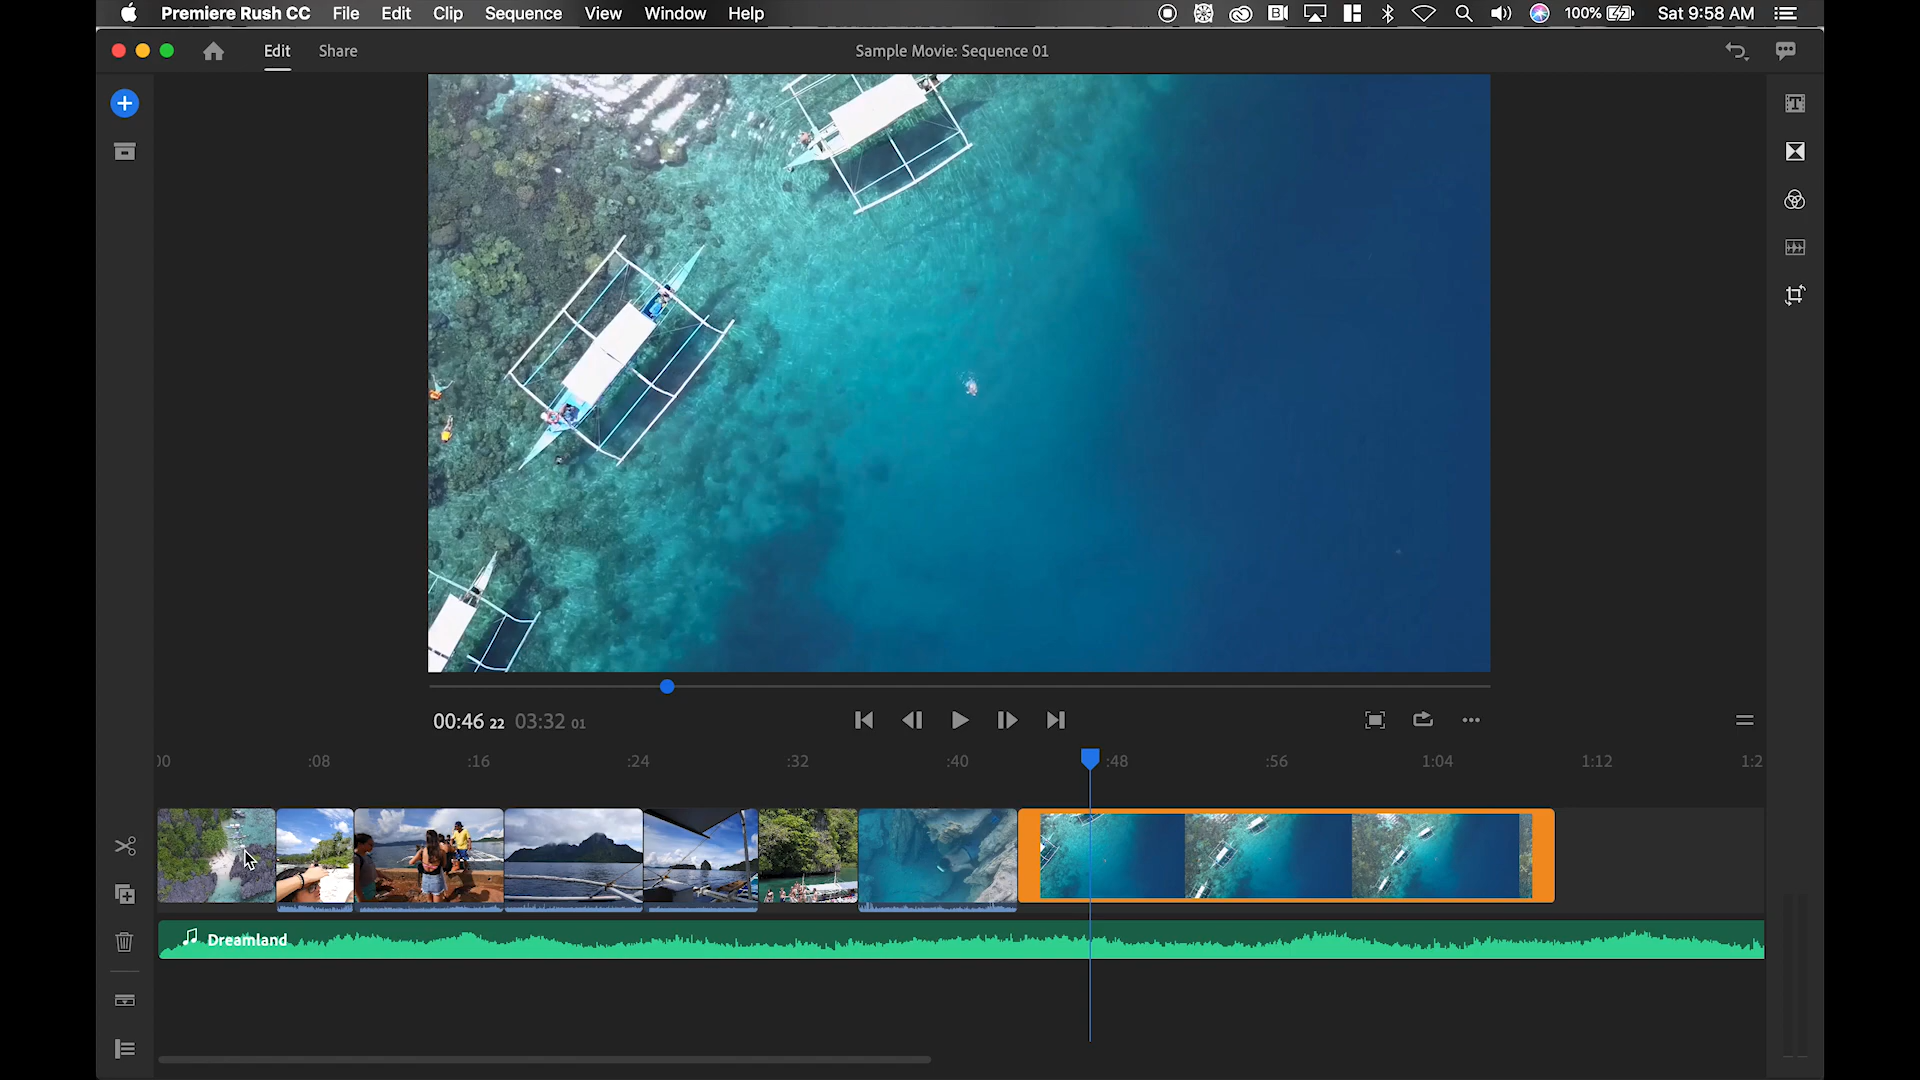 Premiere Rush CC File Edit Clip Sequence View Window Help 100% Sat 9:58 AM
Edit Share Sample Movie: Sequence 01
00:46 22 03:32 01
00 :08 :16 :24 :32 :40 :48 :56 1:04 1:12 1:2
Dreamland